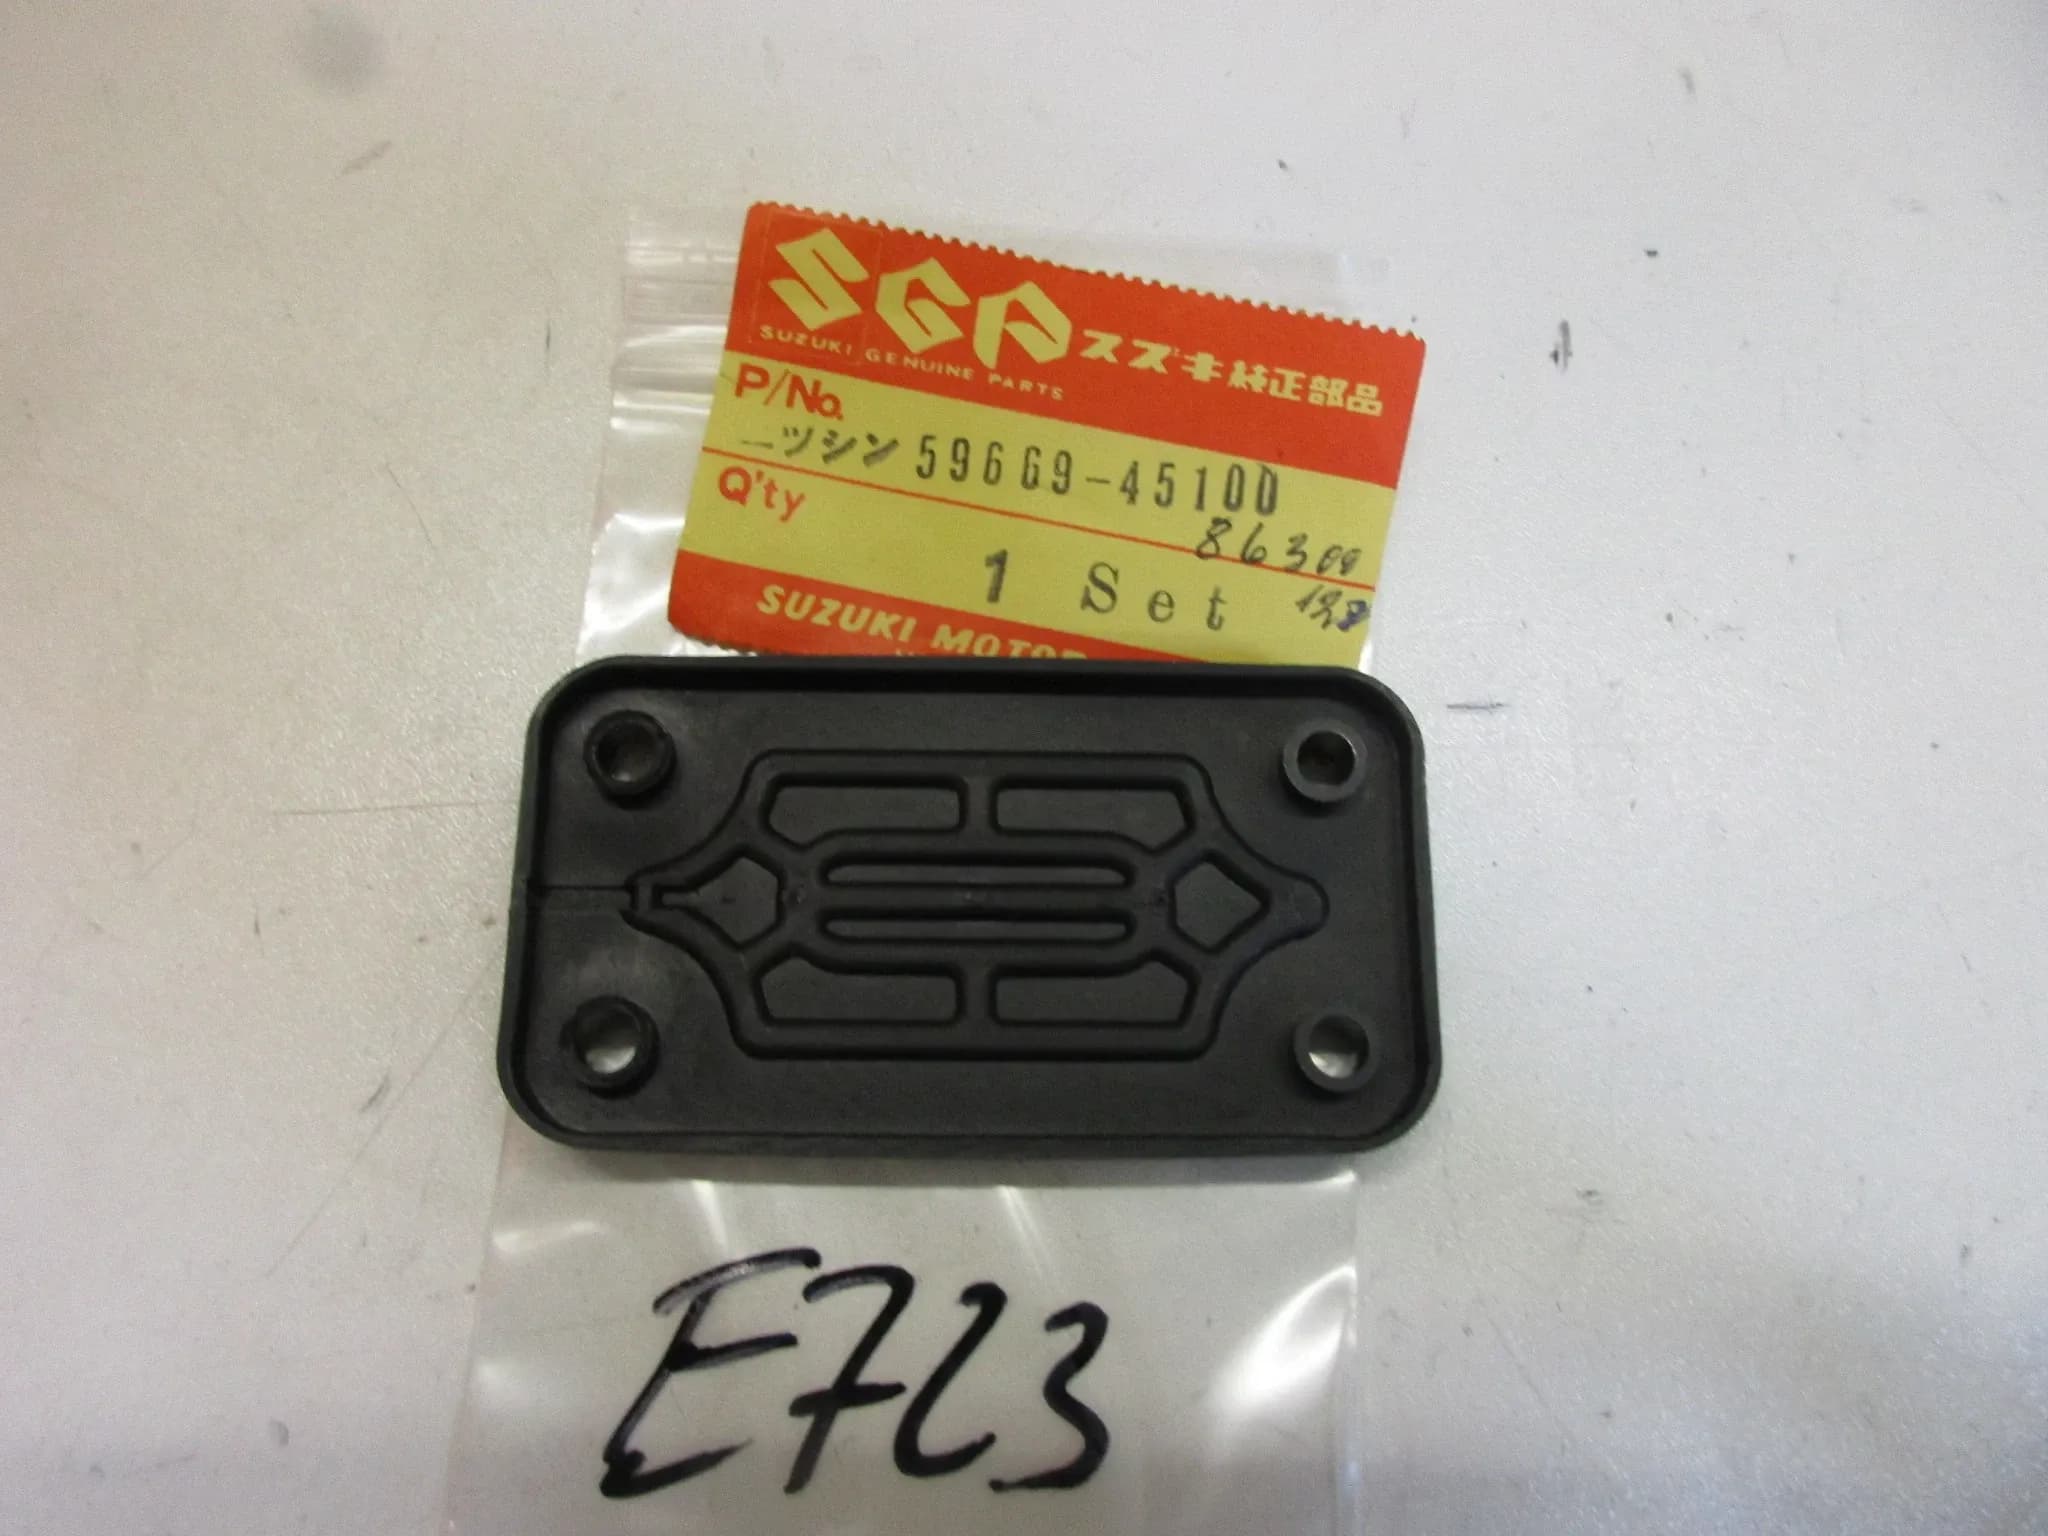 SGP スズキ純正部品
SUZUKI GENUINE PARTS
P/No.
ニツシン 59669-45100
86300
Q'ty
1 Set
SUZUKI MOTOR
E723